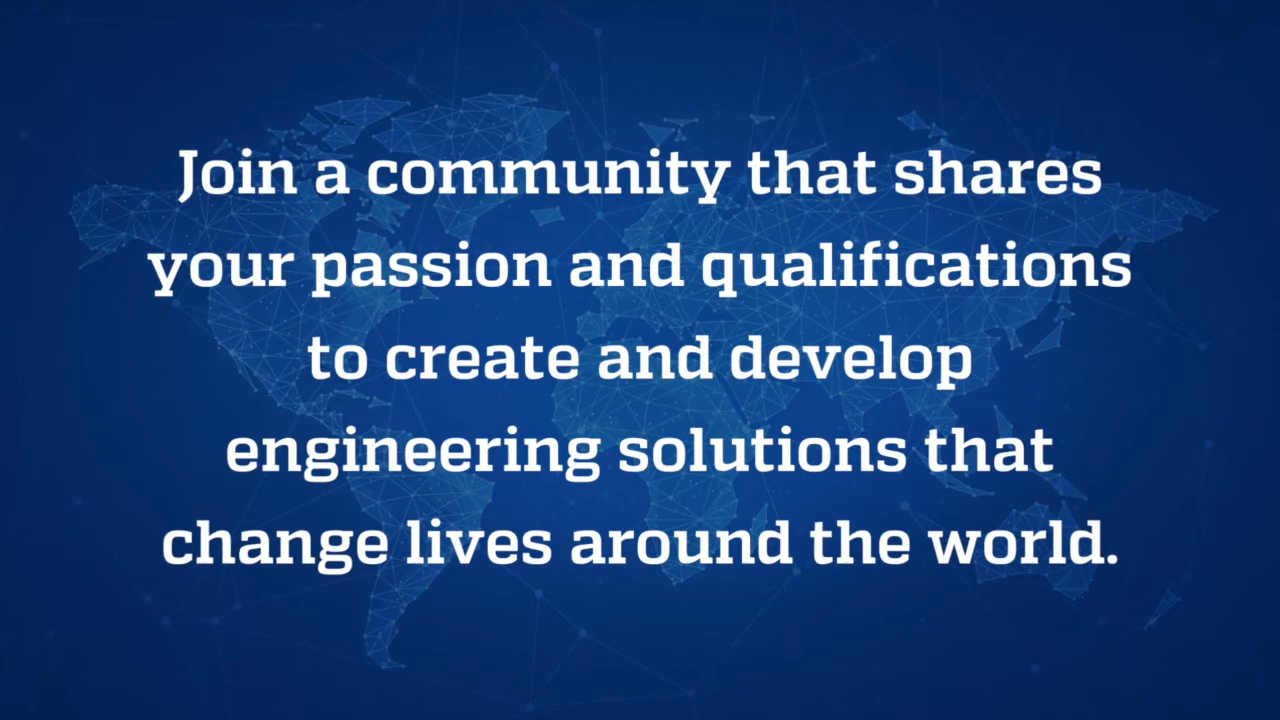 Join a community that shares
your passion and qualifications
to create and develop
engineering solutions that
change lives around the world.